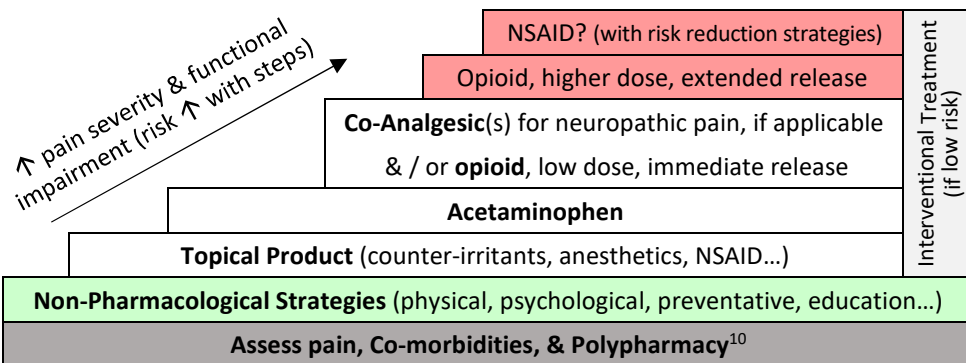 NSAID? (with risk reduction strategies)
Opioid, higher dose, extended release
Co-Analgesic(s) for neuropathic pain, if applicable
& / or opioid, low dose, immediate release
Acetaminophen
Topical Product (counter-irritants, anesthetics, NSAID…)
Non-Pharmacological Strategies (physical, psychological, preventative, education…)
Assess pain, Co-morbidities, & Polypharmacy¹⁰
↑ pain severity & functional
impairment (risk ↑ with steps)
Interventional Treatment
(if low risk)